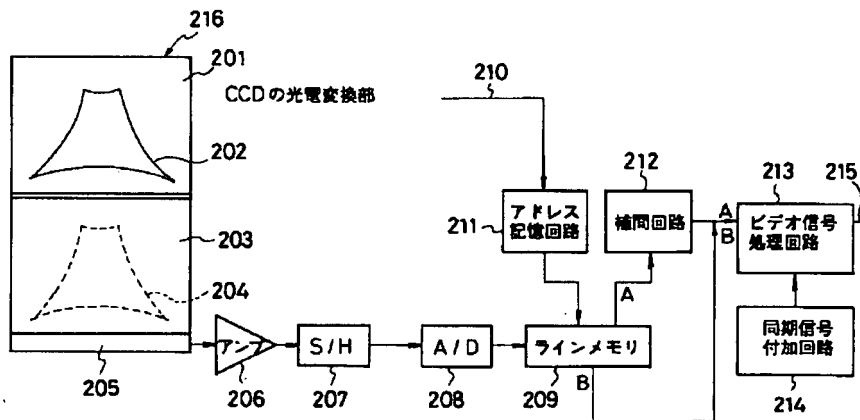 216
201
CCDの光電変換部
210
202
212
213
215
アドレス
記憶回路
補間回路
A
B
ビデオ信号
処理回路
211
203
204
A
同期信号
付加回路
アンプ
S/H
A/D
ラインメモリ
205
206
207
208
209
B
214